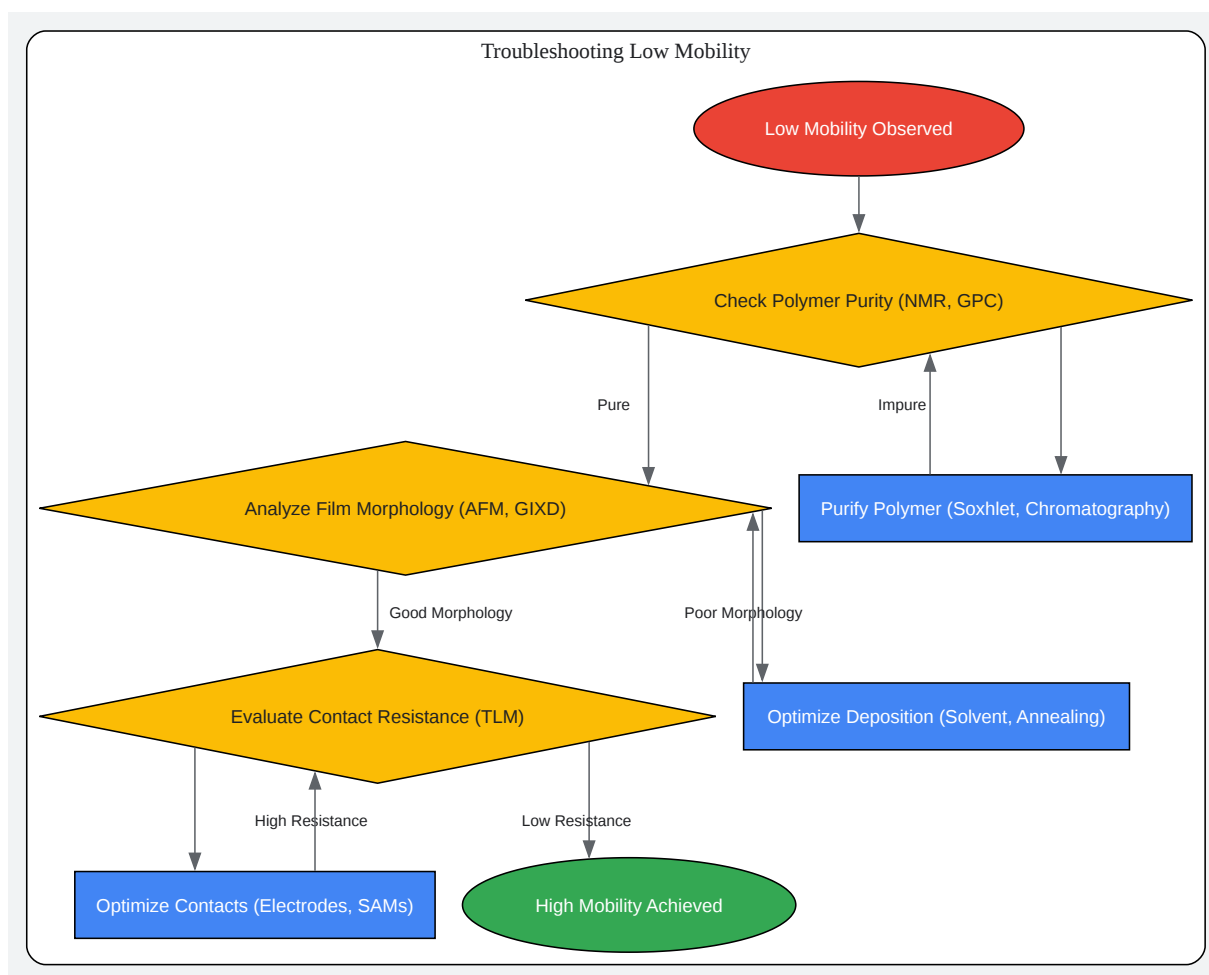 Troubleshooting Low Mobility
Low Mobility Observed
Check Polymer Purity (NMR, GPC)
Pure
Impure
Analyze Film Morphology (AFM, GIXD)
Purify Polymer (Soxhlet, Chromatography)
Good Morphology
Poor Morphology
Evaluate Contact Resistance (TLM)
Optimize Deposition (Solvent, Annealing)
High Resistance
Low Resistance
Optimize Contacts (Electrodes, SAMs)
High Mobility Achieved